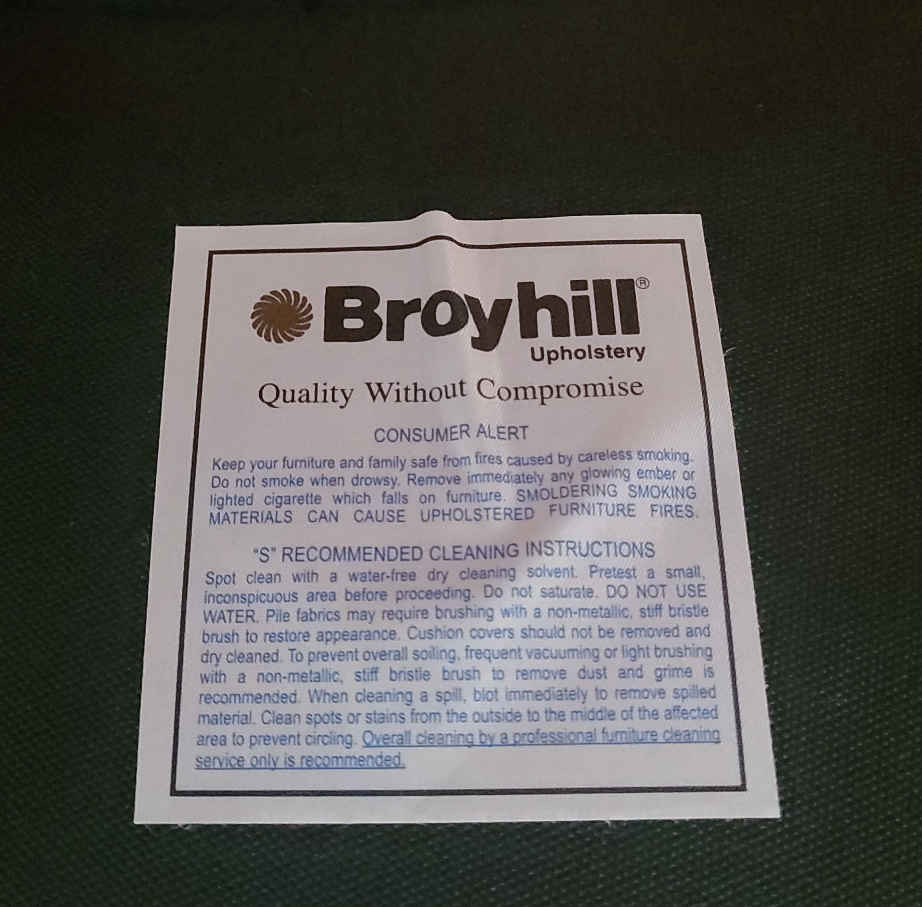 Broyhill®
Upholstery
Quality Without Compromise
CONSUMER ALERT
Keep your furniture and family safe from fires caused by careless smoking.
Do not smoke when drowsy. Remove immediately any glowing ember or
lighted cigarette which falls on furniture. SMOLDERING SMOKING
MATERIALS CAN CAUSE UPHOLSTERED FURNITURE FIRES.
“S” RECOMMENDED CLEANING INSTRUCTIONS
Spot clean with a water-free dry cleaning solvent. Pretest a small,
inconspicuous area before proceeding. Do not saturate. DO NOT USE
WATER. Pile fabrics may require brushing with a non-metallic, stiff bristle
brush to restore appearance. Cushion covers should not be removed and
dry cleaned. To prevent overall soiling, frequent vacuuming or light brushing
with a non-metallic, stiff bristle brush to remove dust and grime is
recommended. When cleaning a spill, blot immediately to remove spilled
material. Clean spots or stains from the outside to the middle of the affected
area to prevent circling. Overall cleaning by a professional furniture cleaning
service only is recommended.